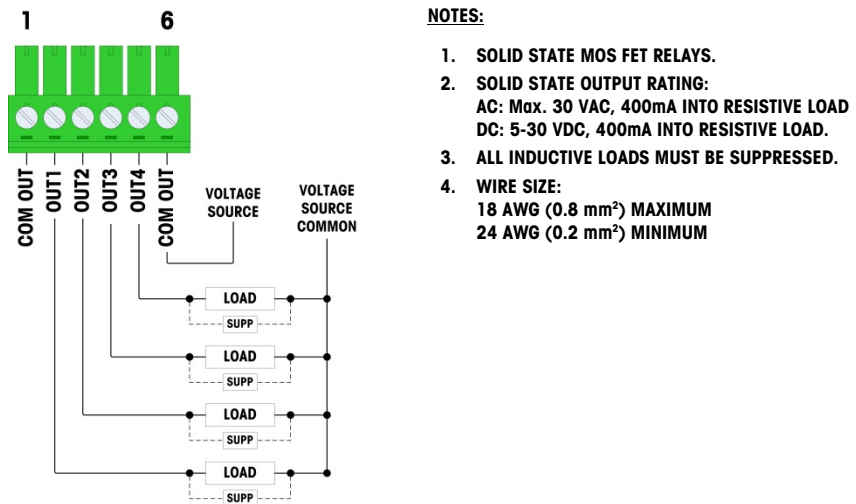 1 6
COM OUT
OUT1
OUT2
OUT3
OUT4
COM OUT
VOLTAGE
SOURCE
VOLTAGE
SOURCE
COMMON
LOAD
SUPP
LOAD
SUPP
LOAD
SUPP
LOAD
SUPP
NOTES:
1. SOLID STATE MOS FET RELAYS.
2. SOLID STATE OUTPUT RATING:
AC: Max. 30 VAC, 400mA INTO RESISTIVE LOAD
DC: 5-30 VDC, 400mA INTO RESISTIVE LOAD.
3. ALL INDUCTIVE LOADS MUST BE SUPPRESSED.
4. WIRE SIZE:
18 AWG (0.8 mm²) MAXIMUM
24 AWG (0.2 mm²) MINIMUM